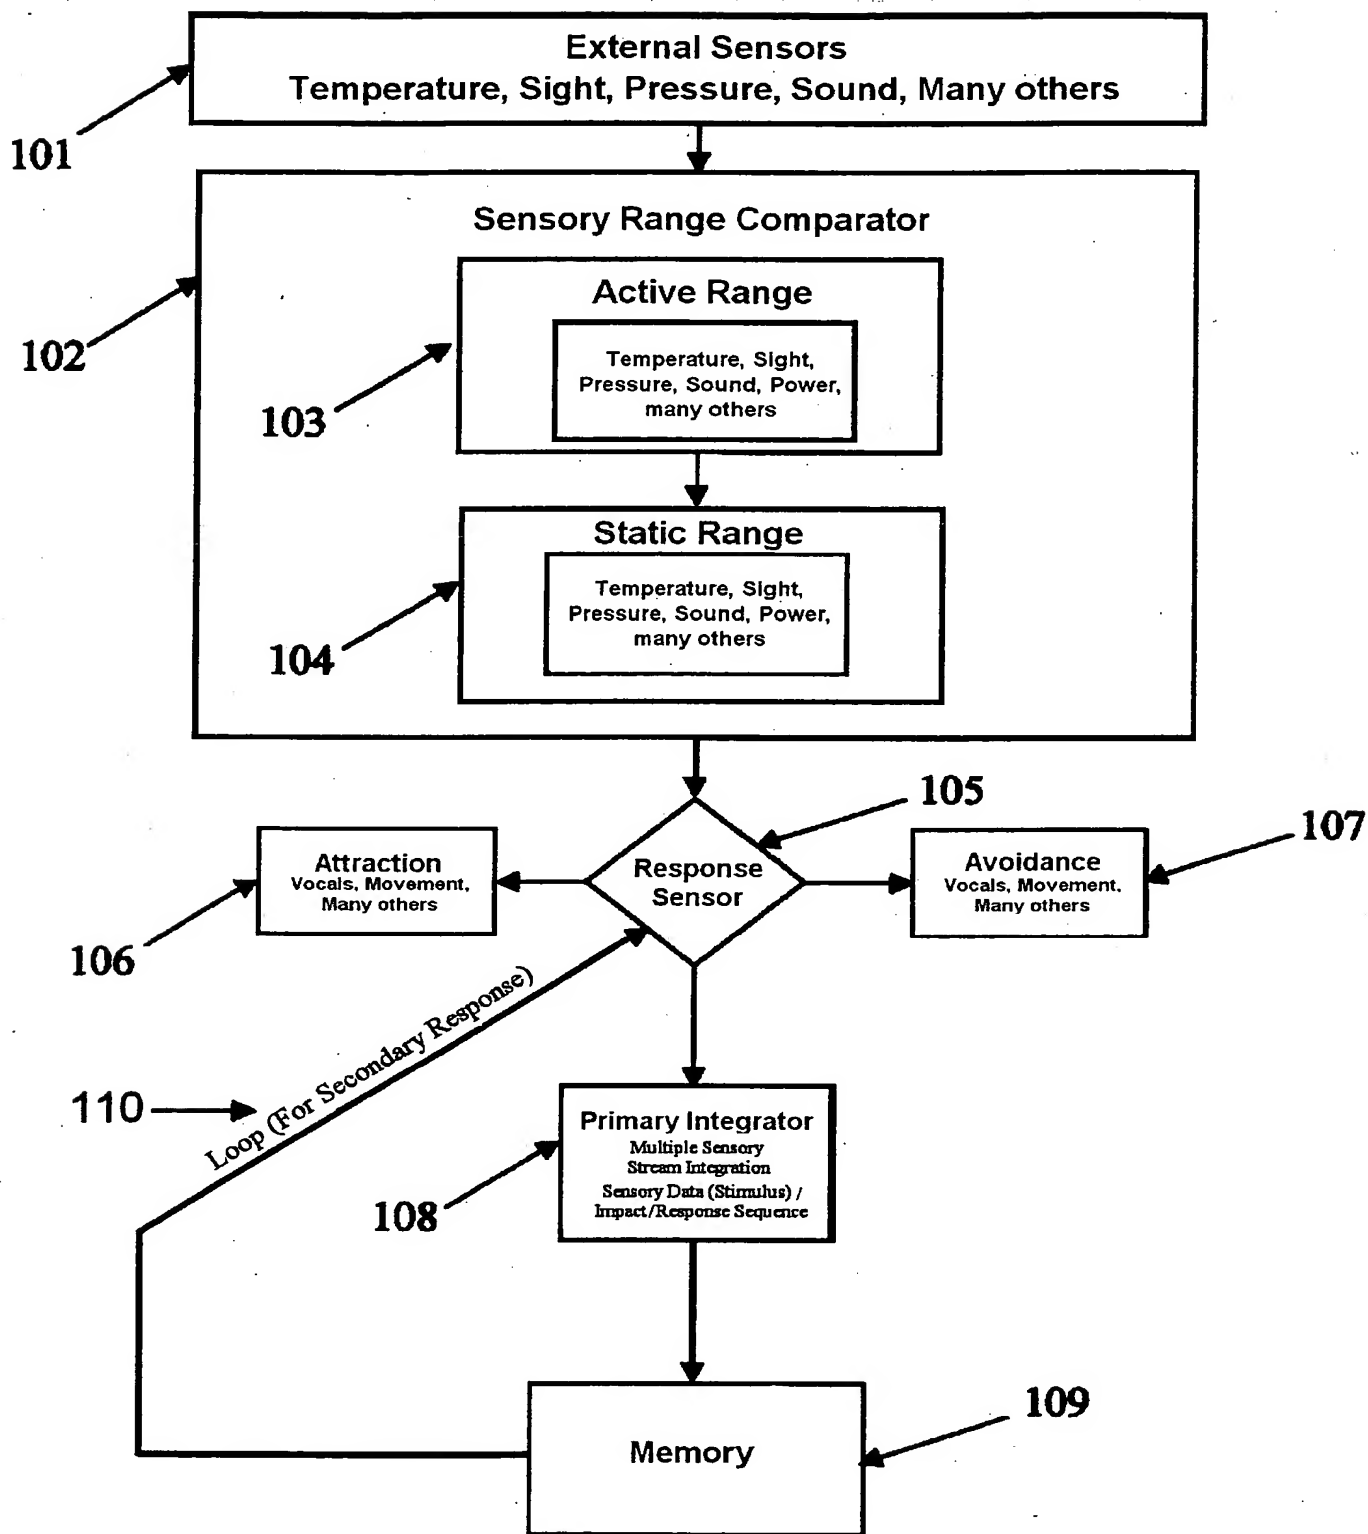 External Sensors
Temperature, Sight, Pressure, Sound, Many others
101
Sensory Range Comparator
Active Range
102
Temperature, Sight,
Pressure, Sound, Power,
many others
103
Static Range
Temperature, Sight,
Pressure, Sound, Power,
many others
104
105
107
Attraction
Vocals, Movement,
Many others
Response
Sensor
Avoidance
Vocals, Movement,
Many others
106
Loop (For Secondary Response)
110
Primary Integrator
Multiple Sensory
Stream Integration
Sensory Data (Stimulus) /
Impact/Response Sequence
108
109
Memory